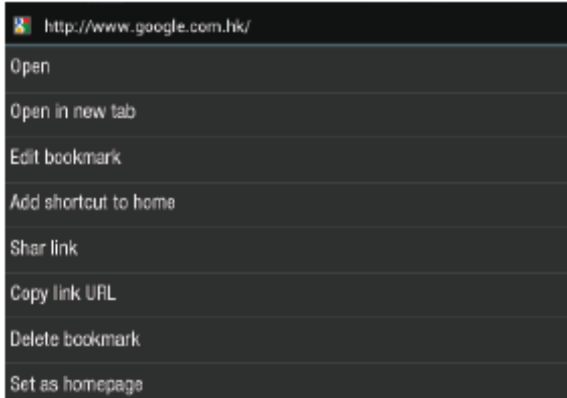 http://www.google.com.hk/
Open
Open in new tab
Edit bookmark
Add shortcut to home
Shar link
Copy link URL
Delete bookmark
Set as homepage